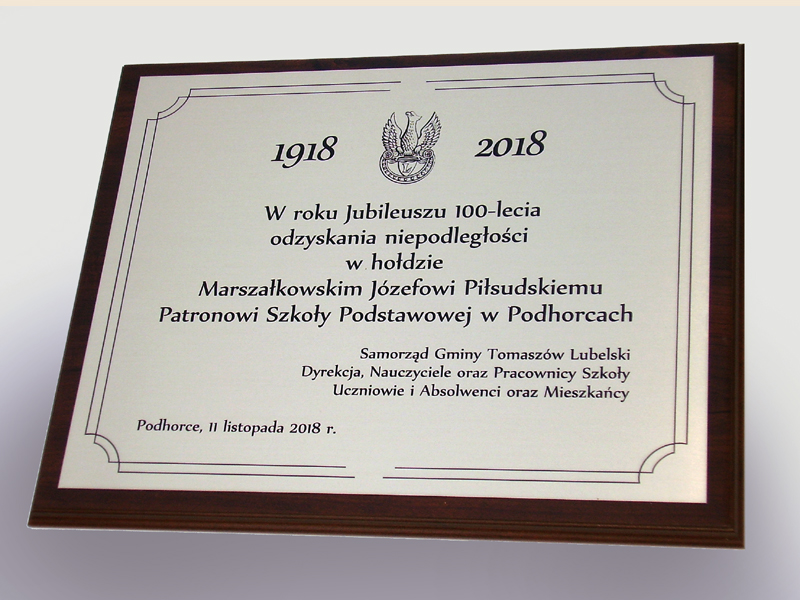 1918 2018
W roku Jubileuszu 100-lecia
odzyskania niepodległości
w hołdzie
Marszałkowskim Józefowi Piłsudskiemu
Patronowi Szkoły Podstawowej w Podhorcach
Samorząd Gminy Tomaszów Lubelski
Dyrekcja, Nauczyciele oraz Pracownicy Szkoły
Uczniowie i Absolwenci oraz Mieszkańcy
Podhorce, 11 listopada 2018 r.